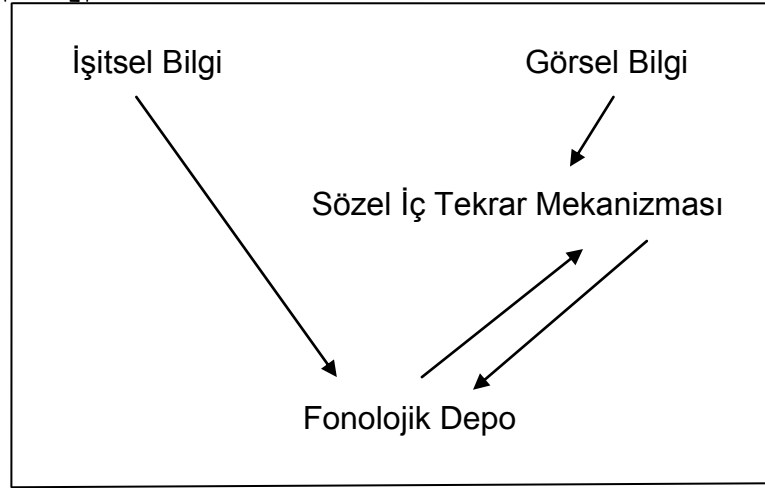 İşitsel Bilgi Görsel Bilgi
Sözel İç Tekrar Mekanizması
Fonolojik Depo